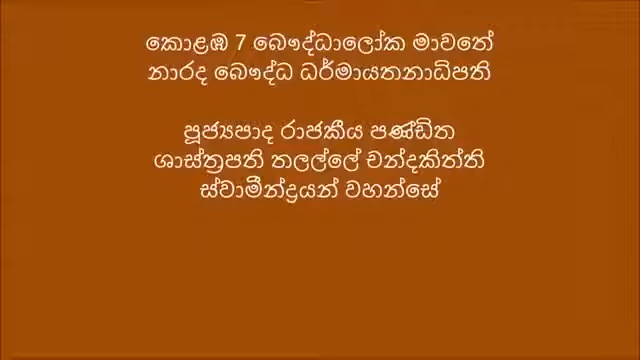 කොළඹ 7 බෞද්ධාලෝක මාවතේ
නාරද බෞද්ධ ධර්මායතනාධිපති
පූජ්‍යපාද රාජකීය පණ්ඩිත
ශාස්ත්‍රපති තලල්ලේ චන්දකිත්ති
ස්වාමීන්ද්‍රයන් වහන්සේ